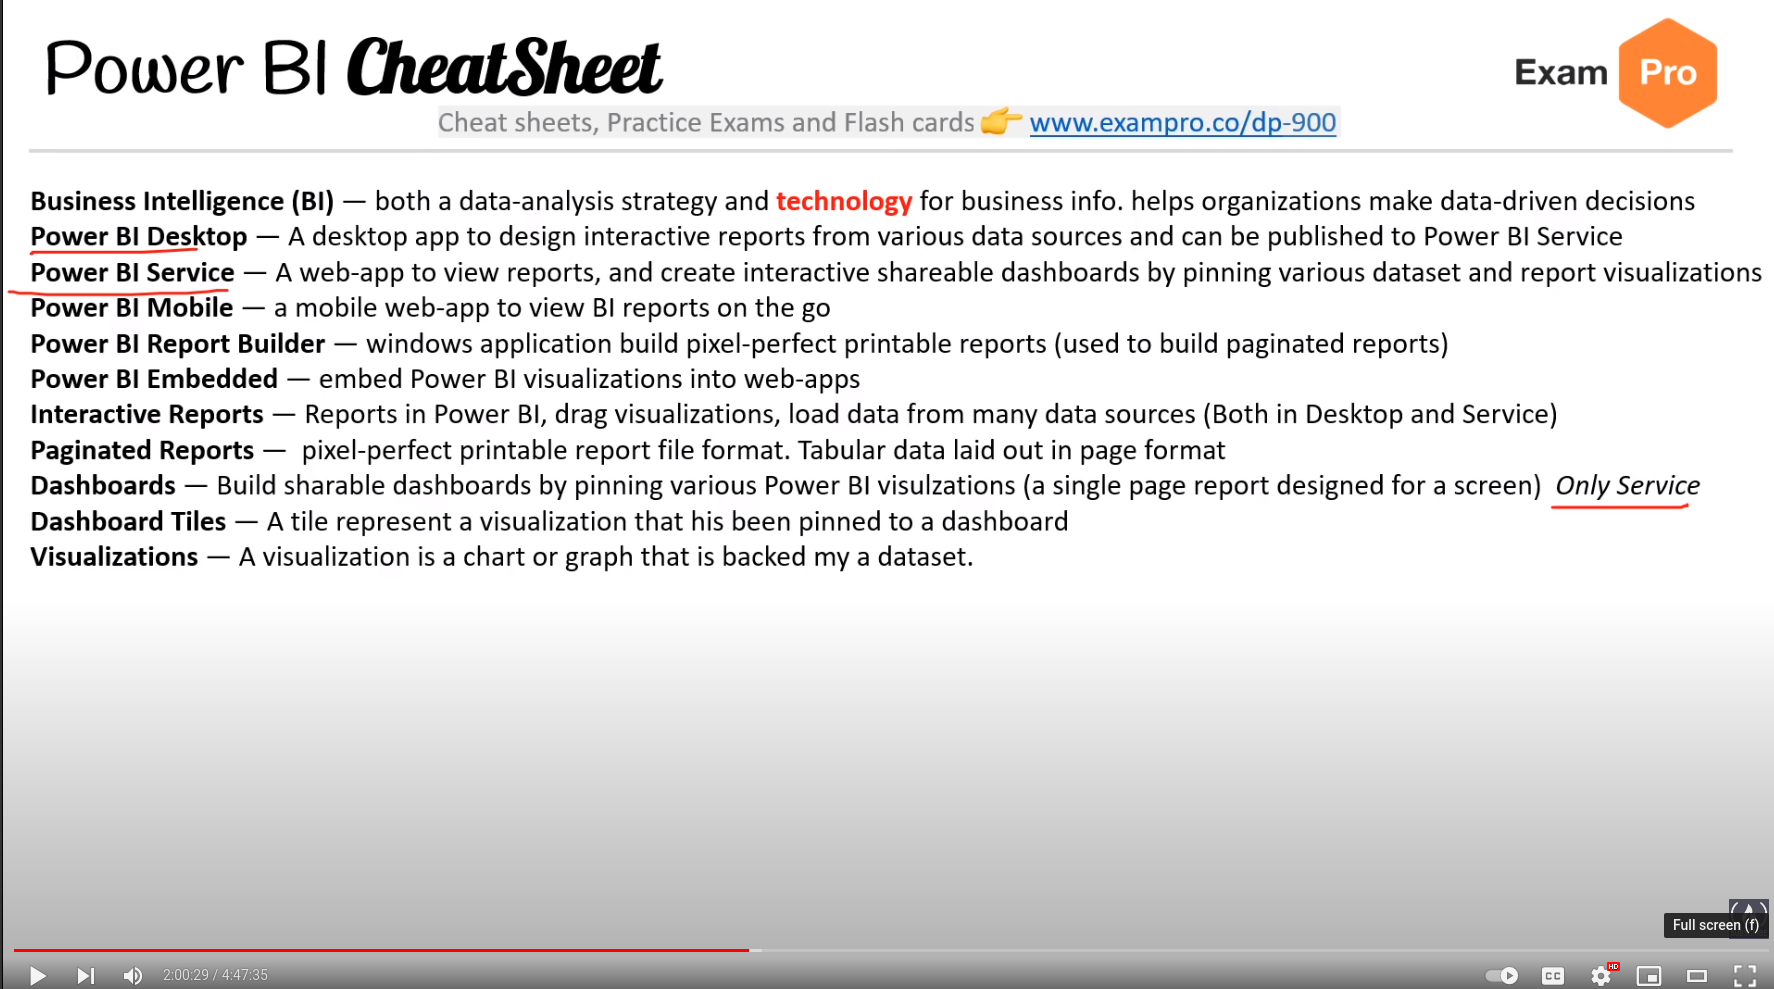 Power BI CheatSheet
Exam Pro
Cheat sheets, Practice Exams and Flash cards 👉 www.exampro.co/dp-900
Business Intelligence (BI) — both a data-analysis strategy and technology for business info. helps organizations make data-driven decisions
Power BI Desktop — A desktop app to design interactive reports from various data sources and can be published to Power BI Service
Power BI Service — A web-app to view reports, and create interactive shareable dashboards by pinning various dataset and report visualizations
Power BI Mobile — a mobile web-app to view BI reports on the go
Power BI Report Builder — windows application build pixel-perfect printable reports (used to build paginated reports)
Power BI Embedded — embed Power BI visualizations into web-apps
Interactive Reports — Reports in Power BI, drag visualizations, load data from many data sources (Both in Desktop and Service)
Paginated Reports — pixel-perfect printable report file format. Tabular data laid out in page format
Dashboards — Build sharable dashboards by pinning various Power BI visulzations (a single page report designed for a screen) Only Service
Dashboard Tiles — A tile represent a visualization that his been pinned to a dashboard
Visualizations — A visualization is a chart or graph that is backed my a dataset.
Full screen (f)
2:00:29 / 4:47:35
CC
HD